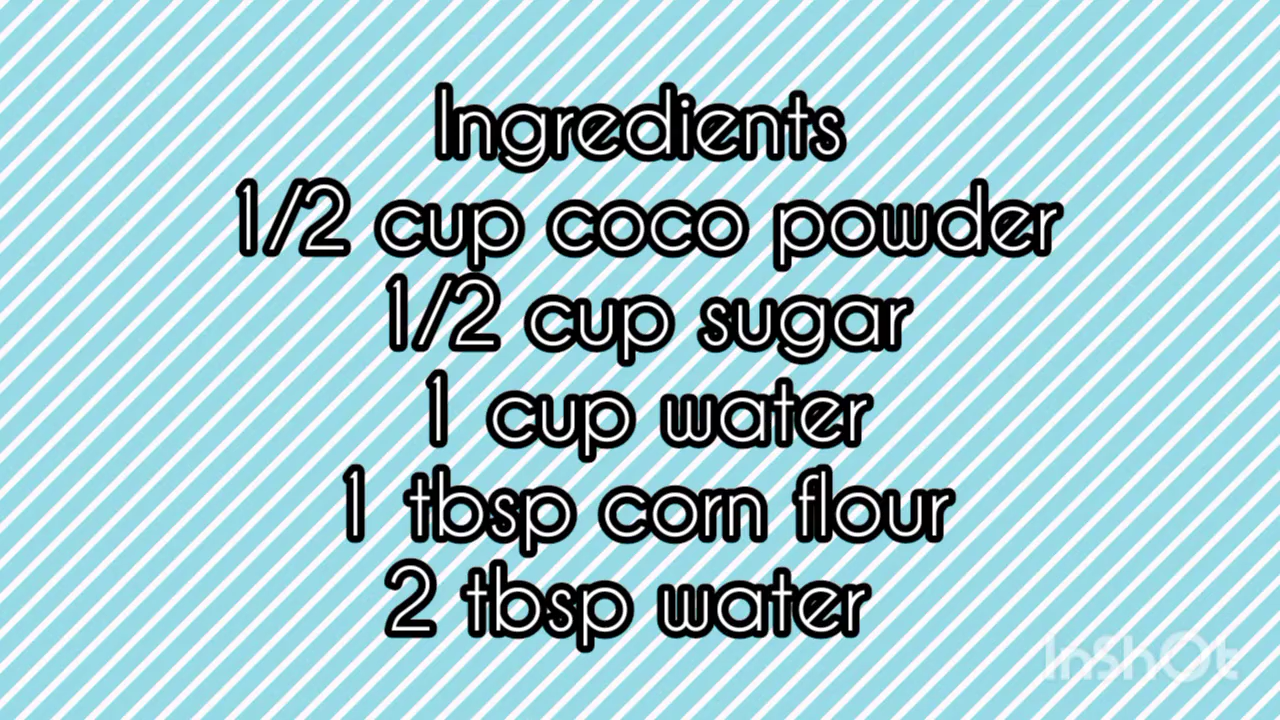 Ingredients
1/2 cup coco powder
1/2 cup sugar
1 cup water
1 tbsp corn flour
2 tbsp water
InShOt